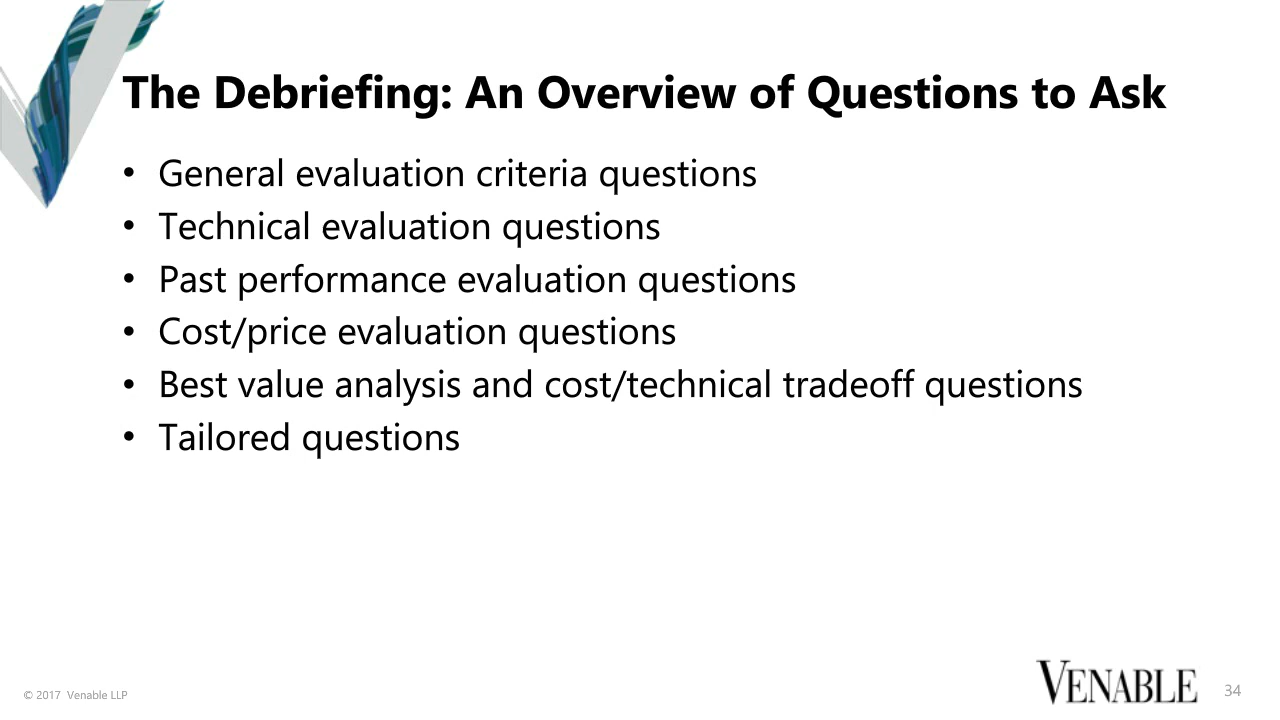 The Debriefing: An Overview of Questions to Ask
• General evaluation criteria questions
• Technical evaluation questions
• Past performance evaluation questions
• Cost/price evaluation questions
• Best value analysis and cost/technical tradeoff questions
• Tailored questions
© 2017 Venable LLP
VENABLE
34